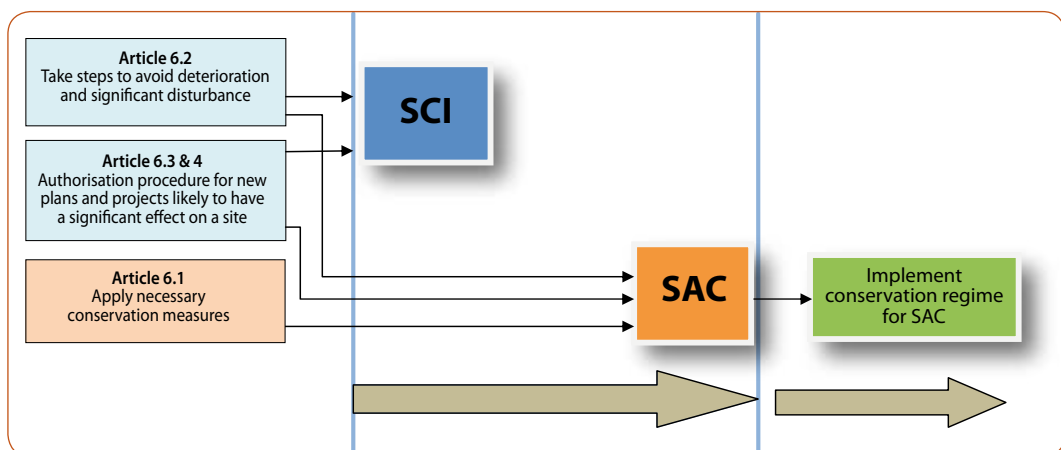 Article 6.2
Take steps to avoid deterioration
and significant disturbance
SCI
Article 6.3 & 4
Authorisation procedure for new
plans and projects likely to have
a significant effect on a site
Article 6.1
Apply necessary
conservation measures
SAC
Implement
conservation regime
for SAC